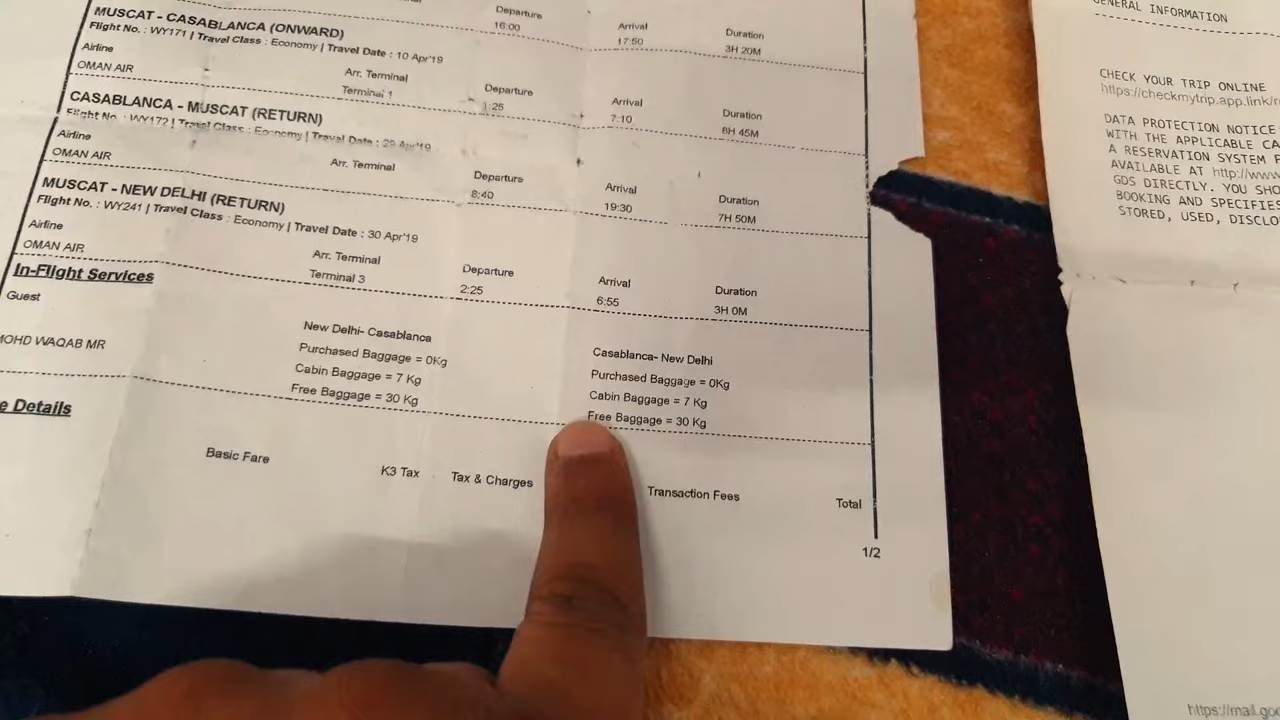 Departure
16:00
Arrival
17:50
Duration
3H 20M
MUSCAT - CASABLANCA (ONWARD)
Flight No. : WY171 | Travel Class : Economy | Travel Date : 10 Apr'19
Airline
OMAN AIR
Arr. Terminal
Terminal 1
Departure
1:25
Arrival
7:10
Duration
8H 45M
CASABLANCA - MUSCAT (RETURN)
Flight No. : WY172 | Travel Class : Economy | Travel Date : 29 Apr'19
Airline
OMAN AIR
Arr. Terminal
Departure
8:40
Arrival
19:30
Duration
7H 50M
MUSCAT - NEW DELHI (RETURN)
Flight No. : WY241 | Travel Class : Economy | Travel Date : 30 Apr'19
Airline
OMAN AIR
Arr. Terminal
Terminal 3
Departure
2:25
Arrival
6:55
Duration
3H 0M
In-Flight Services
Guest
MOHD WAQAB MR
New Delhi- Casablanca
Purchased Baggage = 0Kg
Cabin Baggage = 7 Kg
Free Baggage = 30 Kg
Casablanca- New Delhi
Purchased Baggage = 0Kg
Cabin Baggage = 7 Kg
Free Baggage = 30 Kg
e Details
Basic Fare
K3 Tax
Tax & Charges
Transaction Fees
Total
1/2
GENERAL INFORMATION
CHECK YOUR TRIP ONLINE
https://checkmytrip.app.link/r
DATA PROTECTION NOTICE
WITH THE APPLICABLE CA
A RESERVATION SYSTEM P
AVAILABLE AT http://www
GDS DIRECTLY. YOU SHO
BOOKING AND SPECIFIES
STORED, USED, DISCLO
https://mail.goo